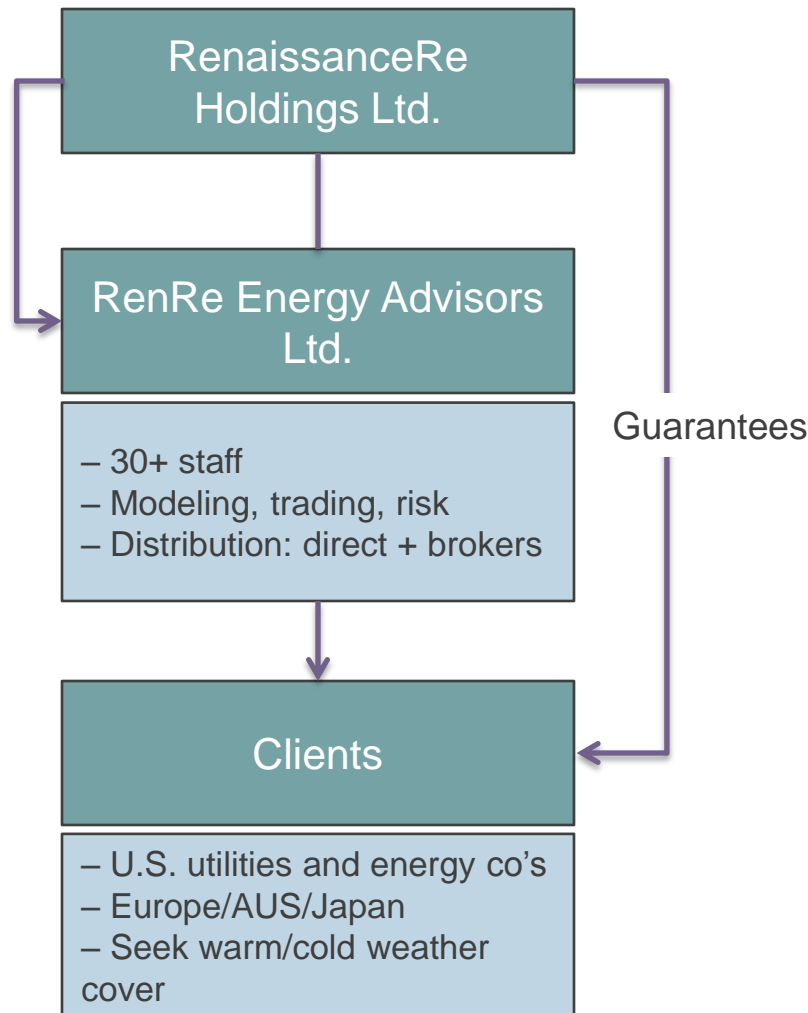 RenaissanceRe
Holdings Ltd.
RenRe Energy Advisors
Ltd.
– 30+ staff
– Modeling, trading, risk
– Distribution: direct + brokers
Guarantees
Clients
– U.S. utilities and energy co’s
– Europe/AUS/Japan
– Seek warm/cold weather
cover